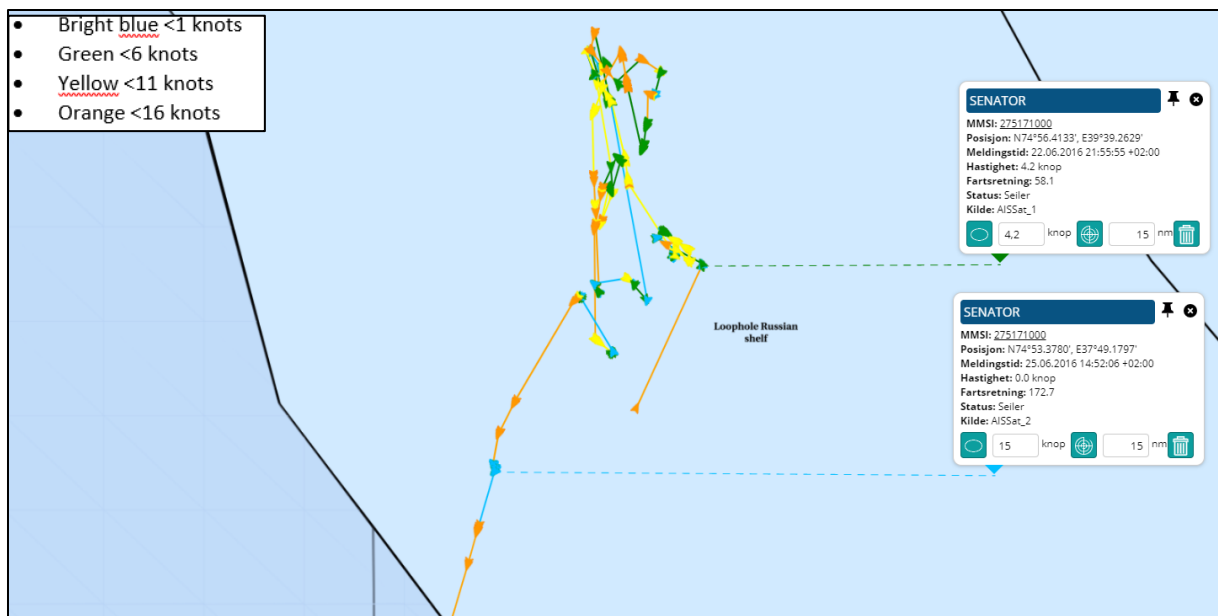 Bright blue <1 knots
Green <6 knots
Yellow <11 knots
Orange <16 knots
SENATOR
MMSI: 275171000
Posisjon: N74°56.4133', E39°39.2629'
Meldingstid: 22.06.2016 21:55:55 +02:00
Hastighet: 4.2 knop
Fartsretning: 58.1
Status: Seiler
Kilde: AISSat_1
4,2 knop 15 nm
SENATOR
MMSI: 275171000
Posisjon: N74°53.3780', E37°49.1797'
Meldingstid: 25.06.2016 14:52:06 +02:00
Hastighet: 0.0 knop
Fartsretning: 172.7
Status: Seiler
Kilde: AISSat_2
15 knop 15 nm
Loophole Russian
shelf